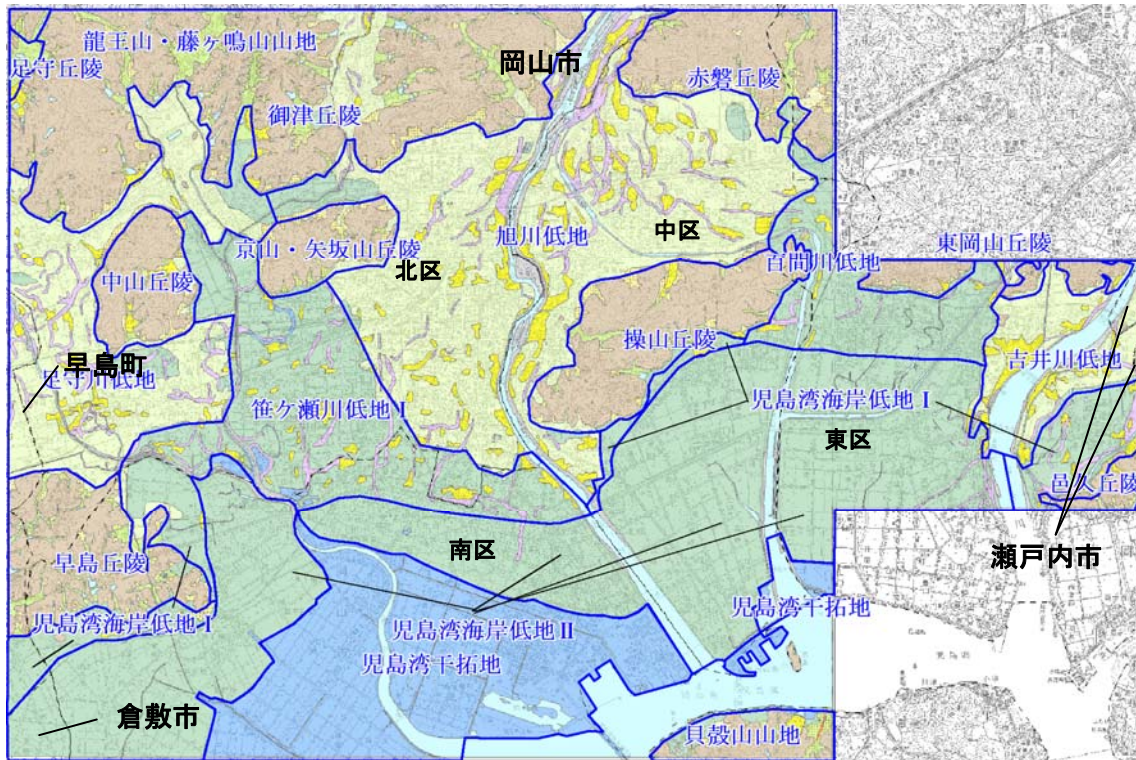 龍王山・藤ヶ鳴山山地
足守丘陵
岡山市
赤磐丘陵
御津丘陵
旭川低地
中区
京山・矢坂山丘陵
北区
百間川低地
東岡山丘陵
中山丘陵
操山丘陵
早島町
足守川低地
吉井川低地
笹ヶ瀬川低地Ⅰ
児島湾海岸低地Ⅰ
東区
邑久丘陵
南区
瀬戸内市
早島丘陵
児島湾海岸低地Ⅰ
児島湾海岸低地Ⅱ
児島湾干拓地
児島湾干拓地
倉敷市
貝殻山山地